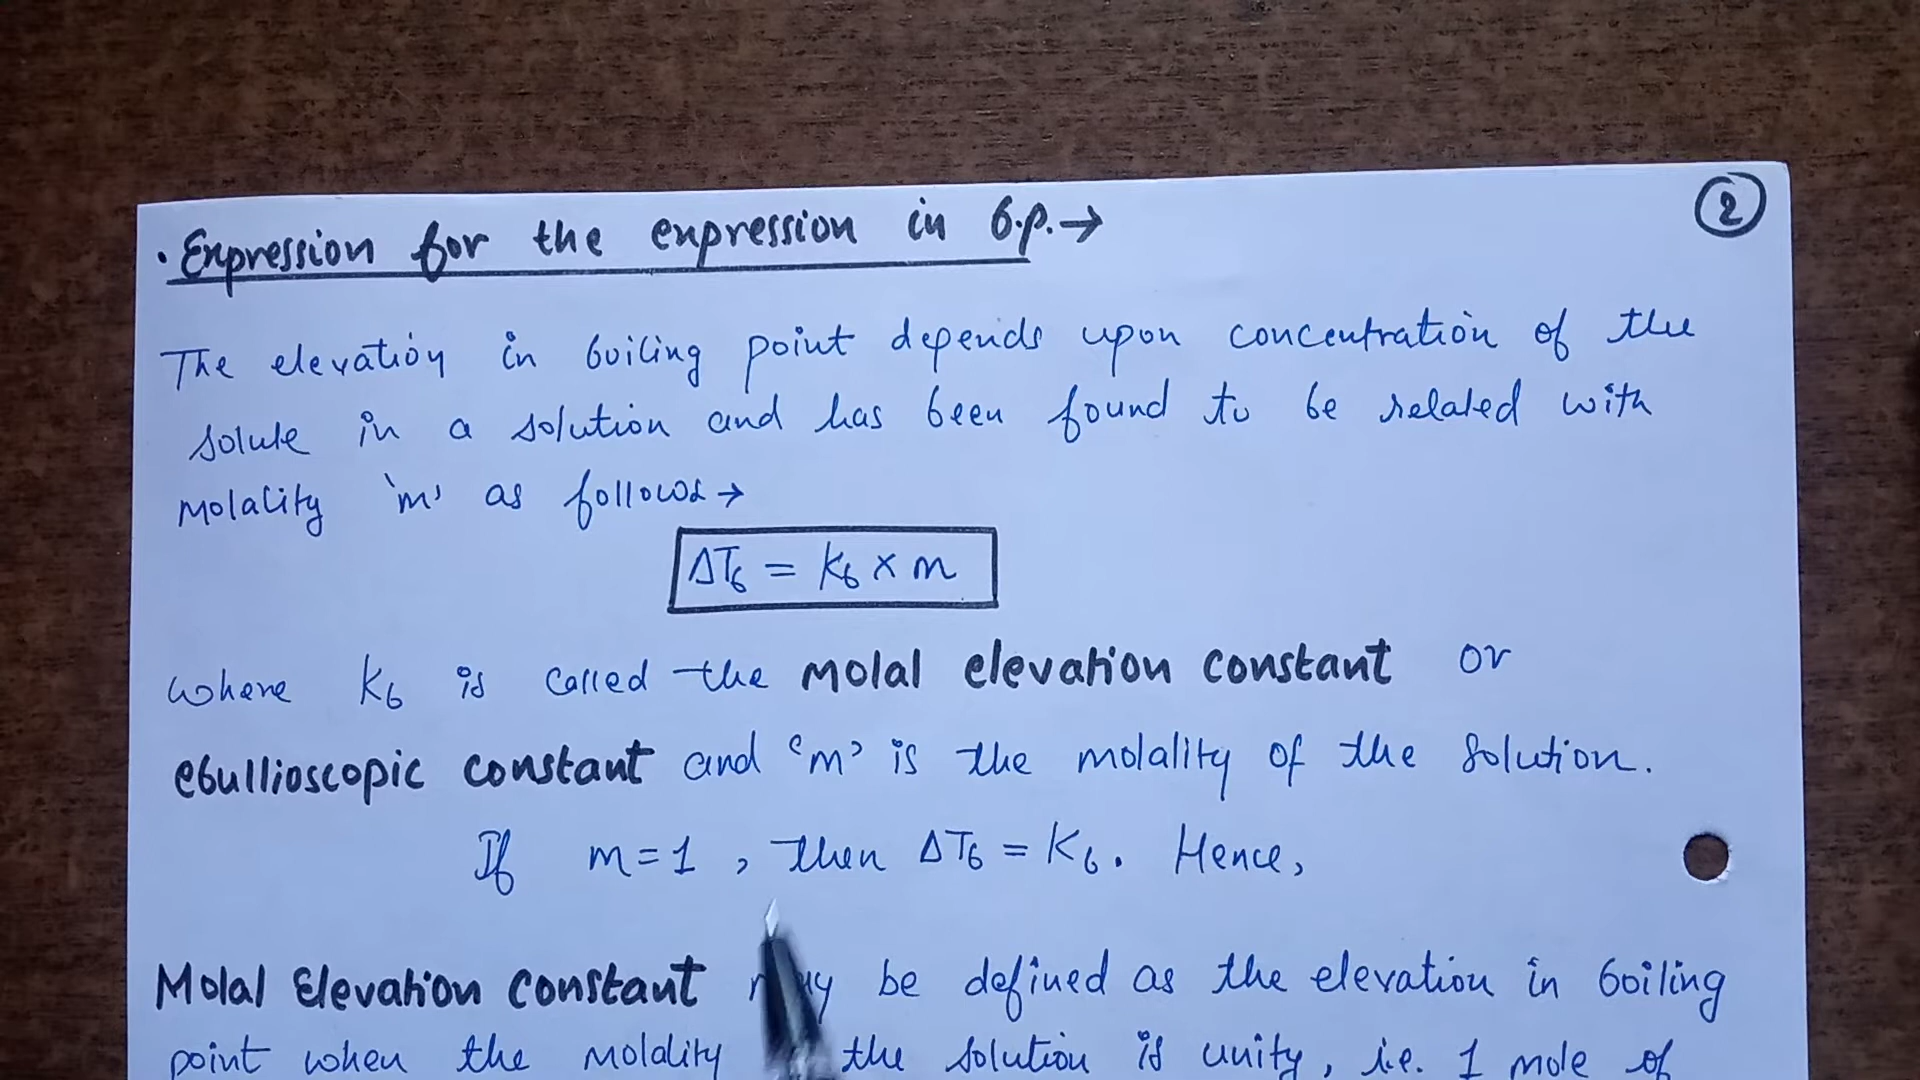 ②
• Expression for the expression in b.p. →
The elevation in boiling point depends upon concentration of the
solute in a solution and has been found to be related with
molality 'm' as follows →
ΔTb = Kb × m
where Kb is called the molal elevation constant or
ebullioscopic constant and 'm' is the molality of the solution.
If m = 1, then ΔTb = Kb. Hence,
Molal Elevation constant may be defined as the elevation in boiling
point when the molality the solution is unity, i.e. 1 mole of